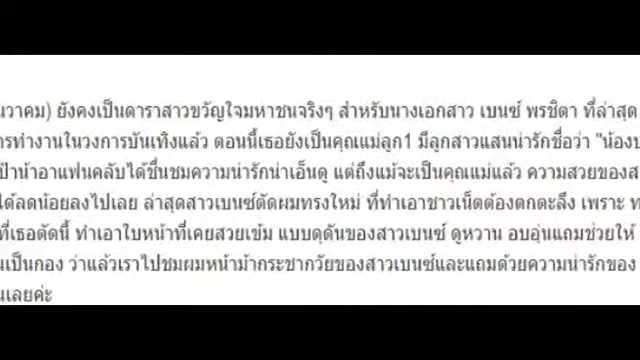 นวาคม) ยังคงเป็นดาราสาวขวัญใจมหาชนจริงๆ สำหรับนางเอกสาว เบนซ์ พรชิตา ที่ล่าสุด
ารทำงานในวงการบันเทิงแล้ว ตอนนี้เธอยังเป็นคุณแม่ลูก1 มีลูกสาวแสนน่ารักชื่อว่า "น้องป
ป้าน้าอาแฟนคลับได้ชื่นชมความน่ารักน่าเอ็นดู แต่ถึงแม้จะเป็นคุณแม่แล้ว ความสวยของส
ได้ลดน้อยลงไปเลย ล่าสุดสาวเบนซ์ตัดผมทรงใหม่ ที่ทำเอาชาวเน็ตต้องตกตะลึง เพราะ ท
ที่เธอตัดนี้ ทำเอาใบหน้าที่เคยสวยเข้ม แบบดุดันของสาวเบนซ์ ดูหวาน อบอุ่นแถมช่วยให้
นเป็นกอง ว่าแล้วเราไปชมผมหน้าม้ากระชากวัยของสาวเบนซ์และแถมด้วยความน่ารักของ
นเลยค่ะ